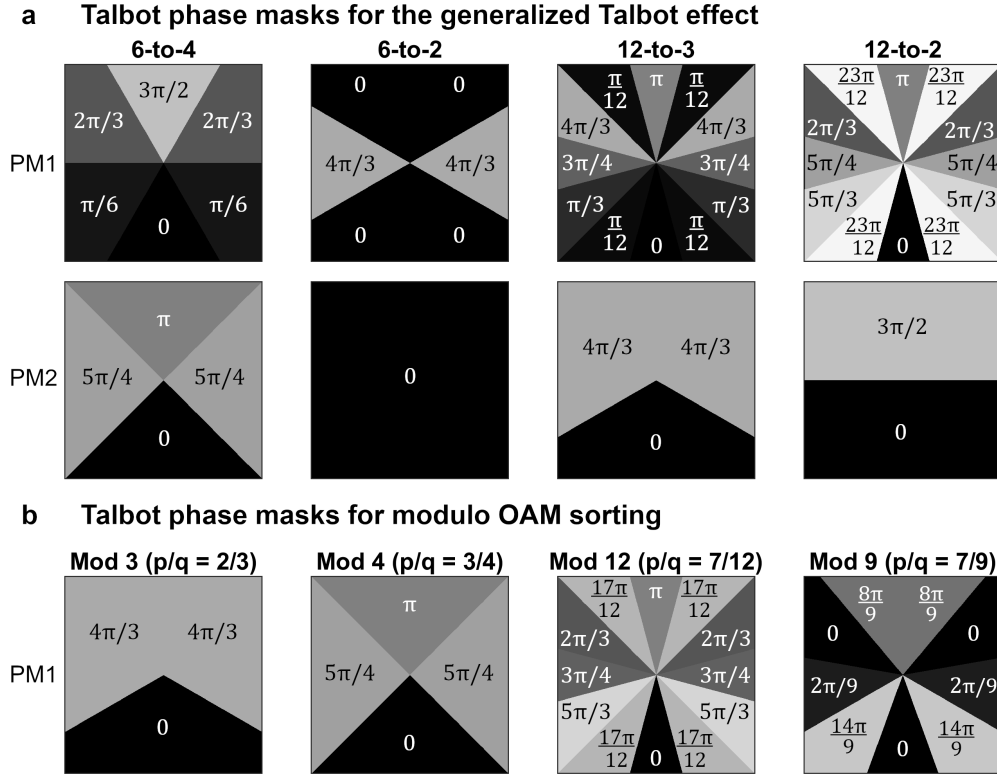 a Talbot phase masks for the generalized Talbot effect
6-to-4 6-to-2 12-to-3 12-to-2
PM1
3π/2
2π/3 2π/3
π/6 π/6
0
0 0
4π/3 4π/3
0 0
π/12 π π/12
4π/3 4π/3
3π/4 3π/4
π/3 π/3
π/12 0 π/12
23π/12 π 23π/12
2π/3 2π/3
5π/4 5π/4
5π/3 5π/3
23π/12 0 23π/12
PM2
π
5π/4 5π/4
0
0
4π/3 4π/3
0
3π/2
0
b Talbot phase masks for modulo OAM sorting
Mod 3 (p/q = 2/3) Mod 4 (p/q = 3/4) Mod 12 (p/q = 7/12) Mod 9 (p/q = 7/9)
PM1
4π/3 4π/3
0
π
5π/4 5π/4
0
17π/12 π 17π/12
2π/3 2π/3
3π/4 3π/4
5π/3 5π/3
17π/12 0 17π/12
8π/9 8π/9
0 0
2π/9 2π/9
14π/9 0 14π/9